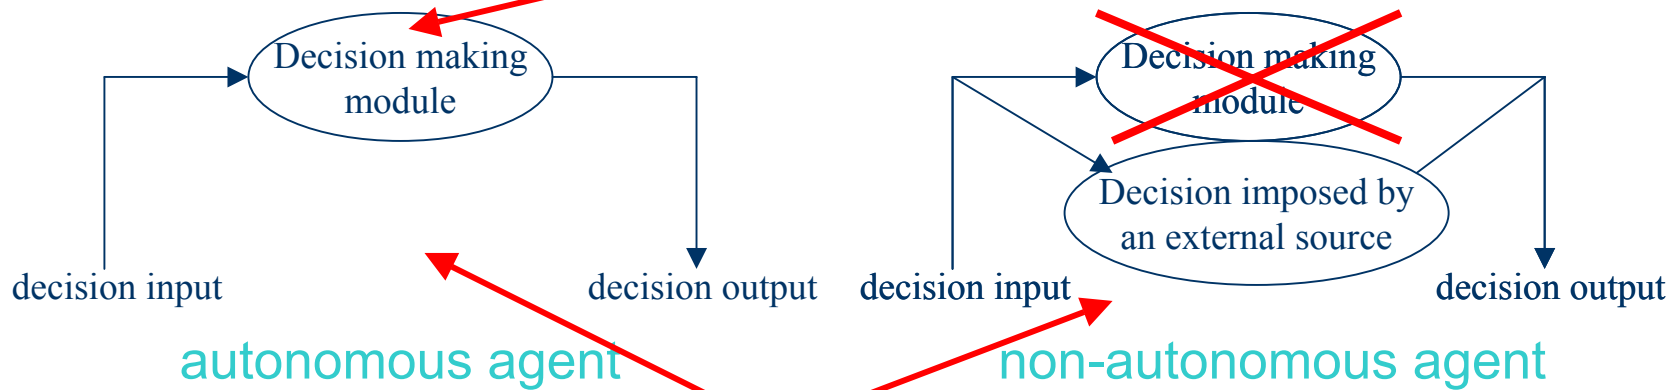 Decision making
module
decision input
decision output
autonomous agent
Decision making
module
Decision imposed by
an external source
decision input
decision output
non-autonomous agent